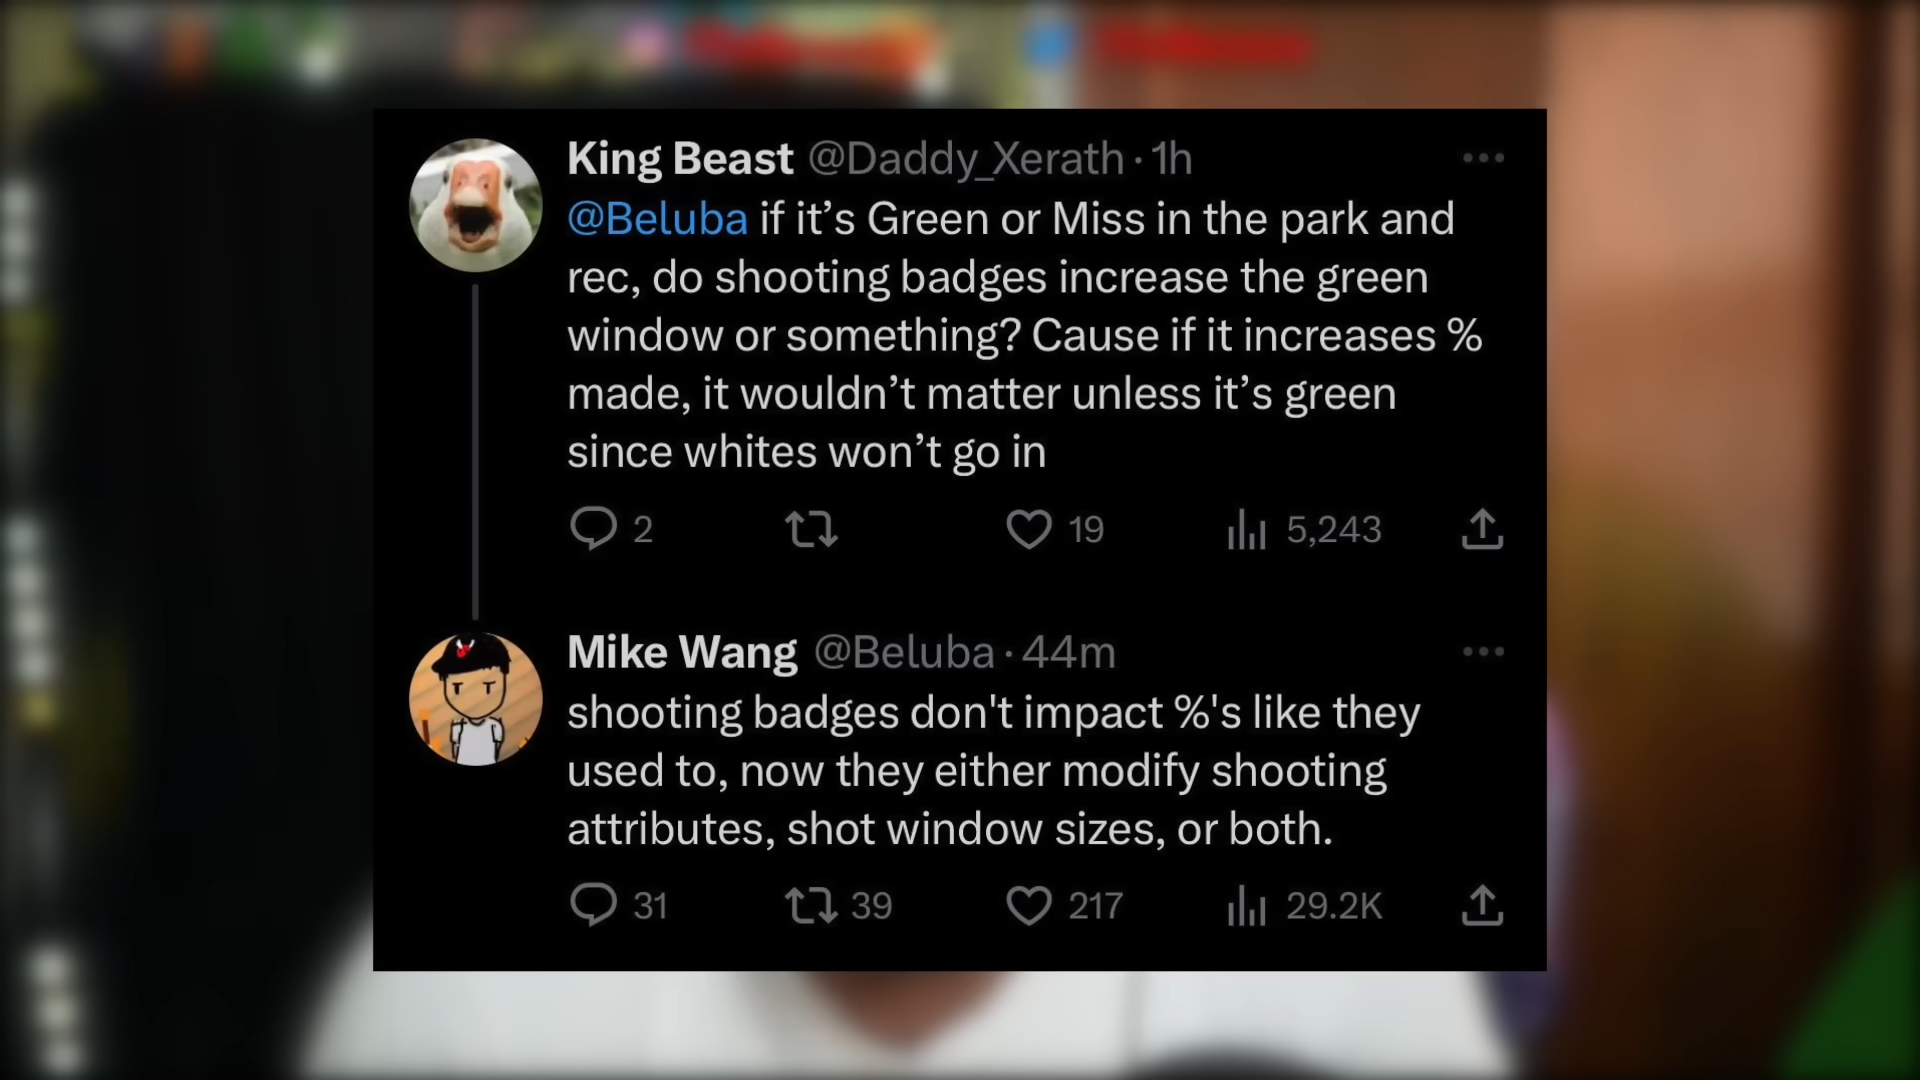 King Beast @Daddy_Xerath · 1h
@Beluba if it’s Green or Miss in the park and
rec, do shooting badges increase the green
window or something? Cause if it increases %
made, it wouldn’t matter unless it’s green
since whites won’t go in
2 19 5,243
Mike Wang @Beluba · 44m
shooting badges don't impact %'s like they
used to, now they either modify shooting
attributes, shot window sizes, or both.
31 39 217 29.2K